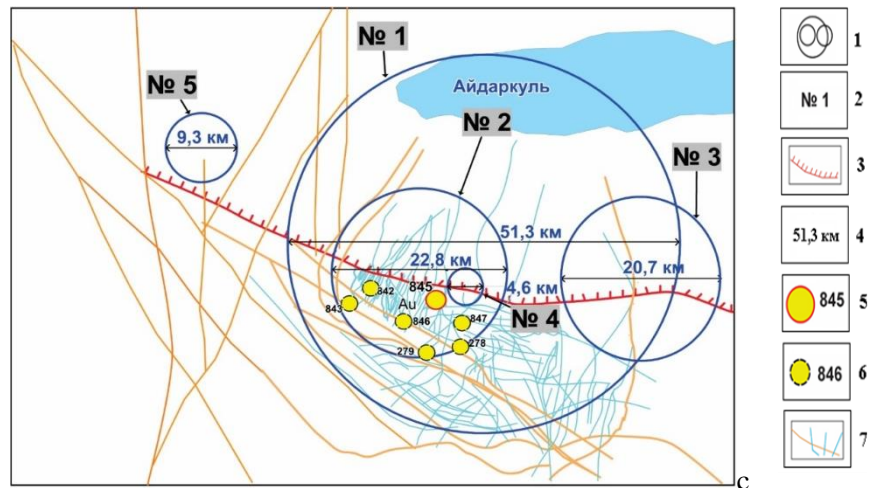 № 1
№ 5
Айдаркуль
9,3 км
№ 2
№ 3
51,3 км
22,8 км
20,7 км
845
4,6 км
842
843
Au
846
847
№ 4
279
278
с
1
№ 1 2
3
51,3 км 4
845 5
846 6
7